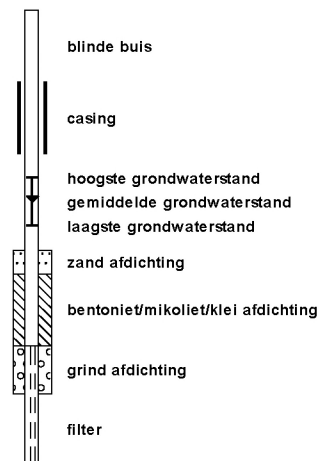 blinde buis
casing
hoogste grondwaterstand
gemiddelde grondwaterstand
laagste grondwaterstand
zand afdichting
bentoniet/mikoliet/klei afdichting
grind afdichting
filter